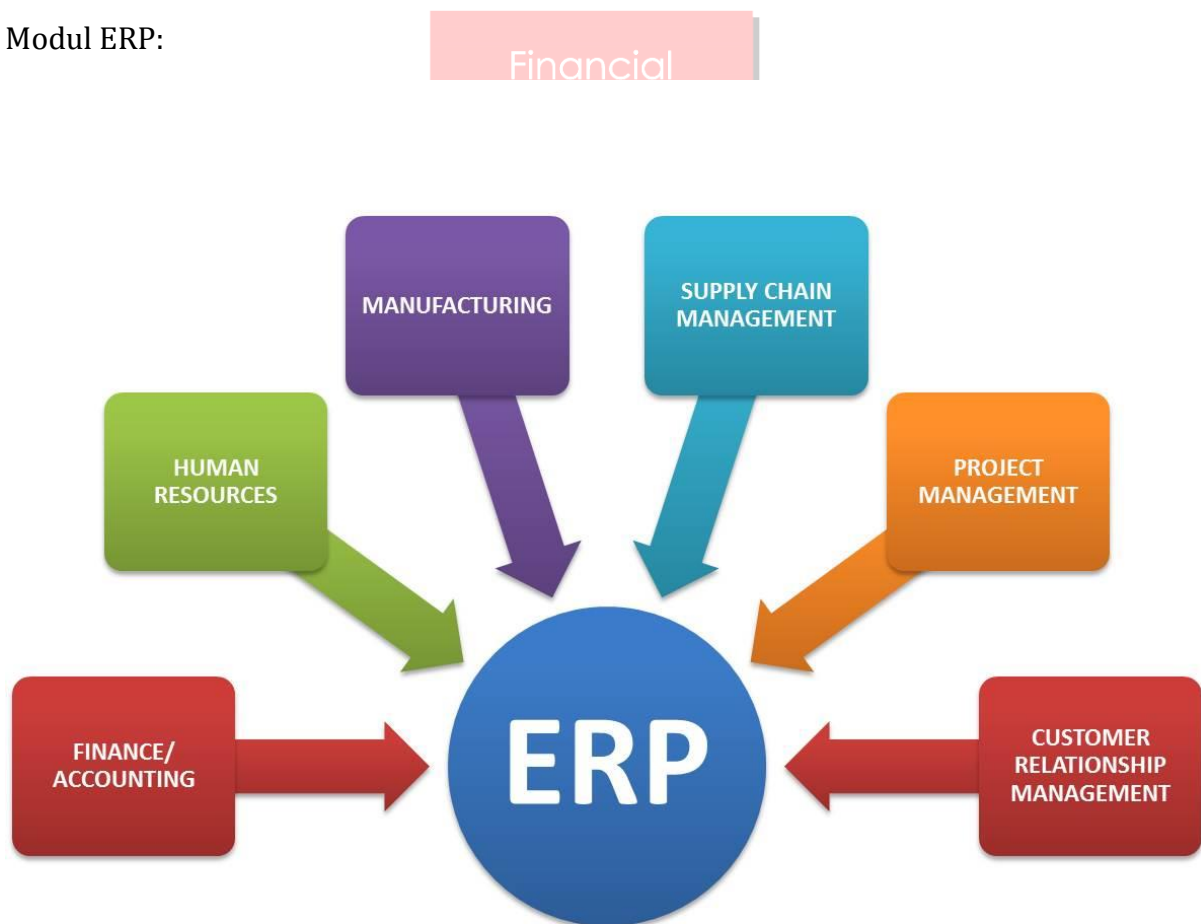 Modul ERP:
Financial
MANUFACTURING
SUPPLY CHAIN
MANAGEMENT
HUMAN
RESOURCES
PROJECT
MANAGEMENT
FINANCE/
ACCOUNTING
ERP
CUSTOMER
RELATIONSHIP
MANAGEMENT